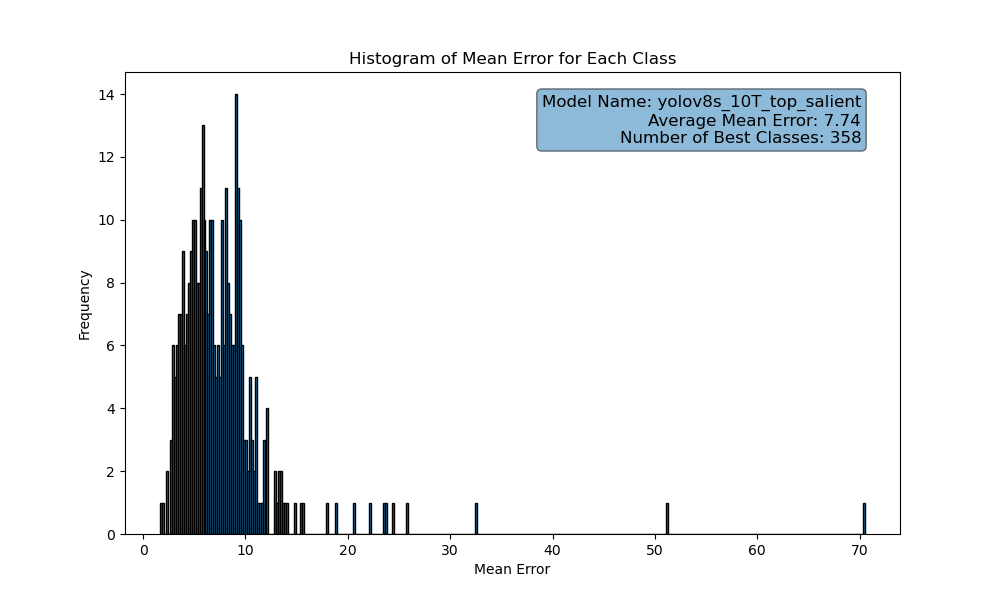 Histogram of Mean Error for Each Class
Model Name: yolov8s_10T_top_salient
Average Mean Error: 7.74
Number of Best Classes: 358
Frequency
14
12
10
8
6
4
2
0
0 10 20 30 40 50 60 70
Mean Error